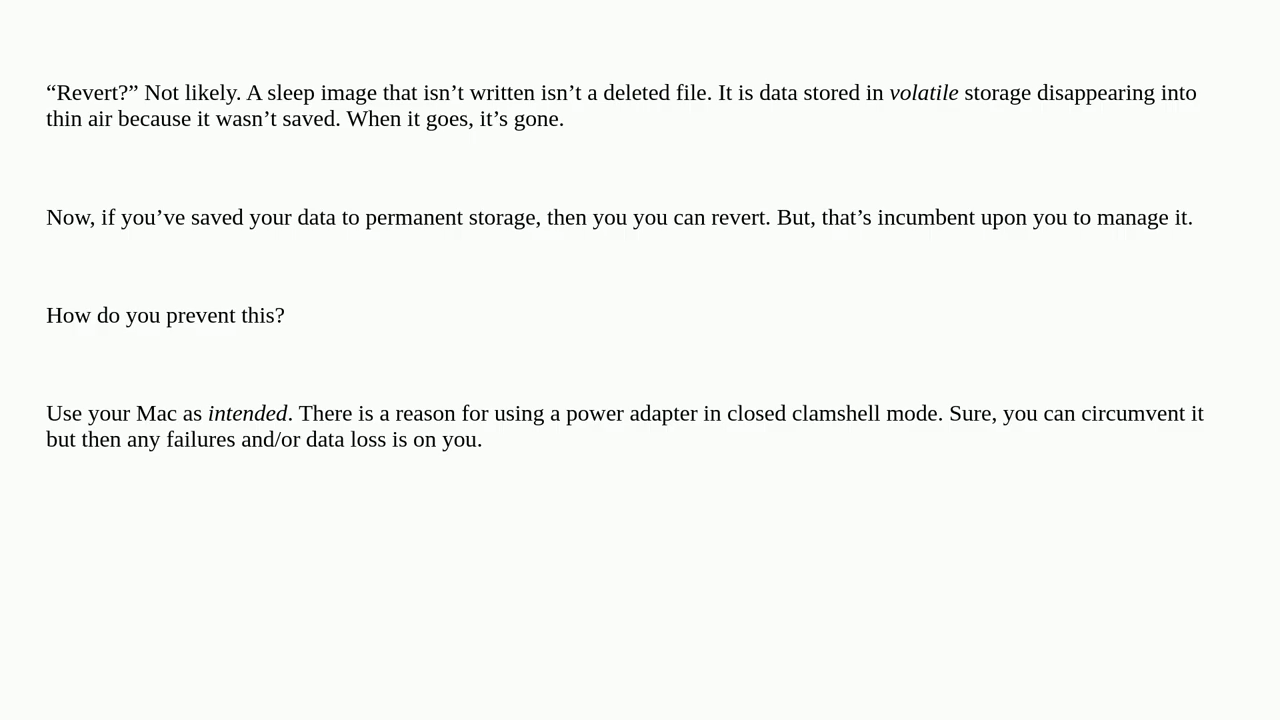 “Revert?” Not likely. A sleep image that isn’t written isn’t a deleted file. It is data stored in volatile storage disappearing into
thin air because it wasn’t saved. When it goes, it’s gone.
Now, if you’ve saved your data to permanent storage, then you you can revert. But, that’s incumbent upon you to manage it.
How do you prevent this?
Use your Mac as intended. There is a reason for using a power adapter in closed clamshell mode. Sure, you can circumvent it
but then any failures and/or data loss is on you.